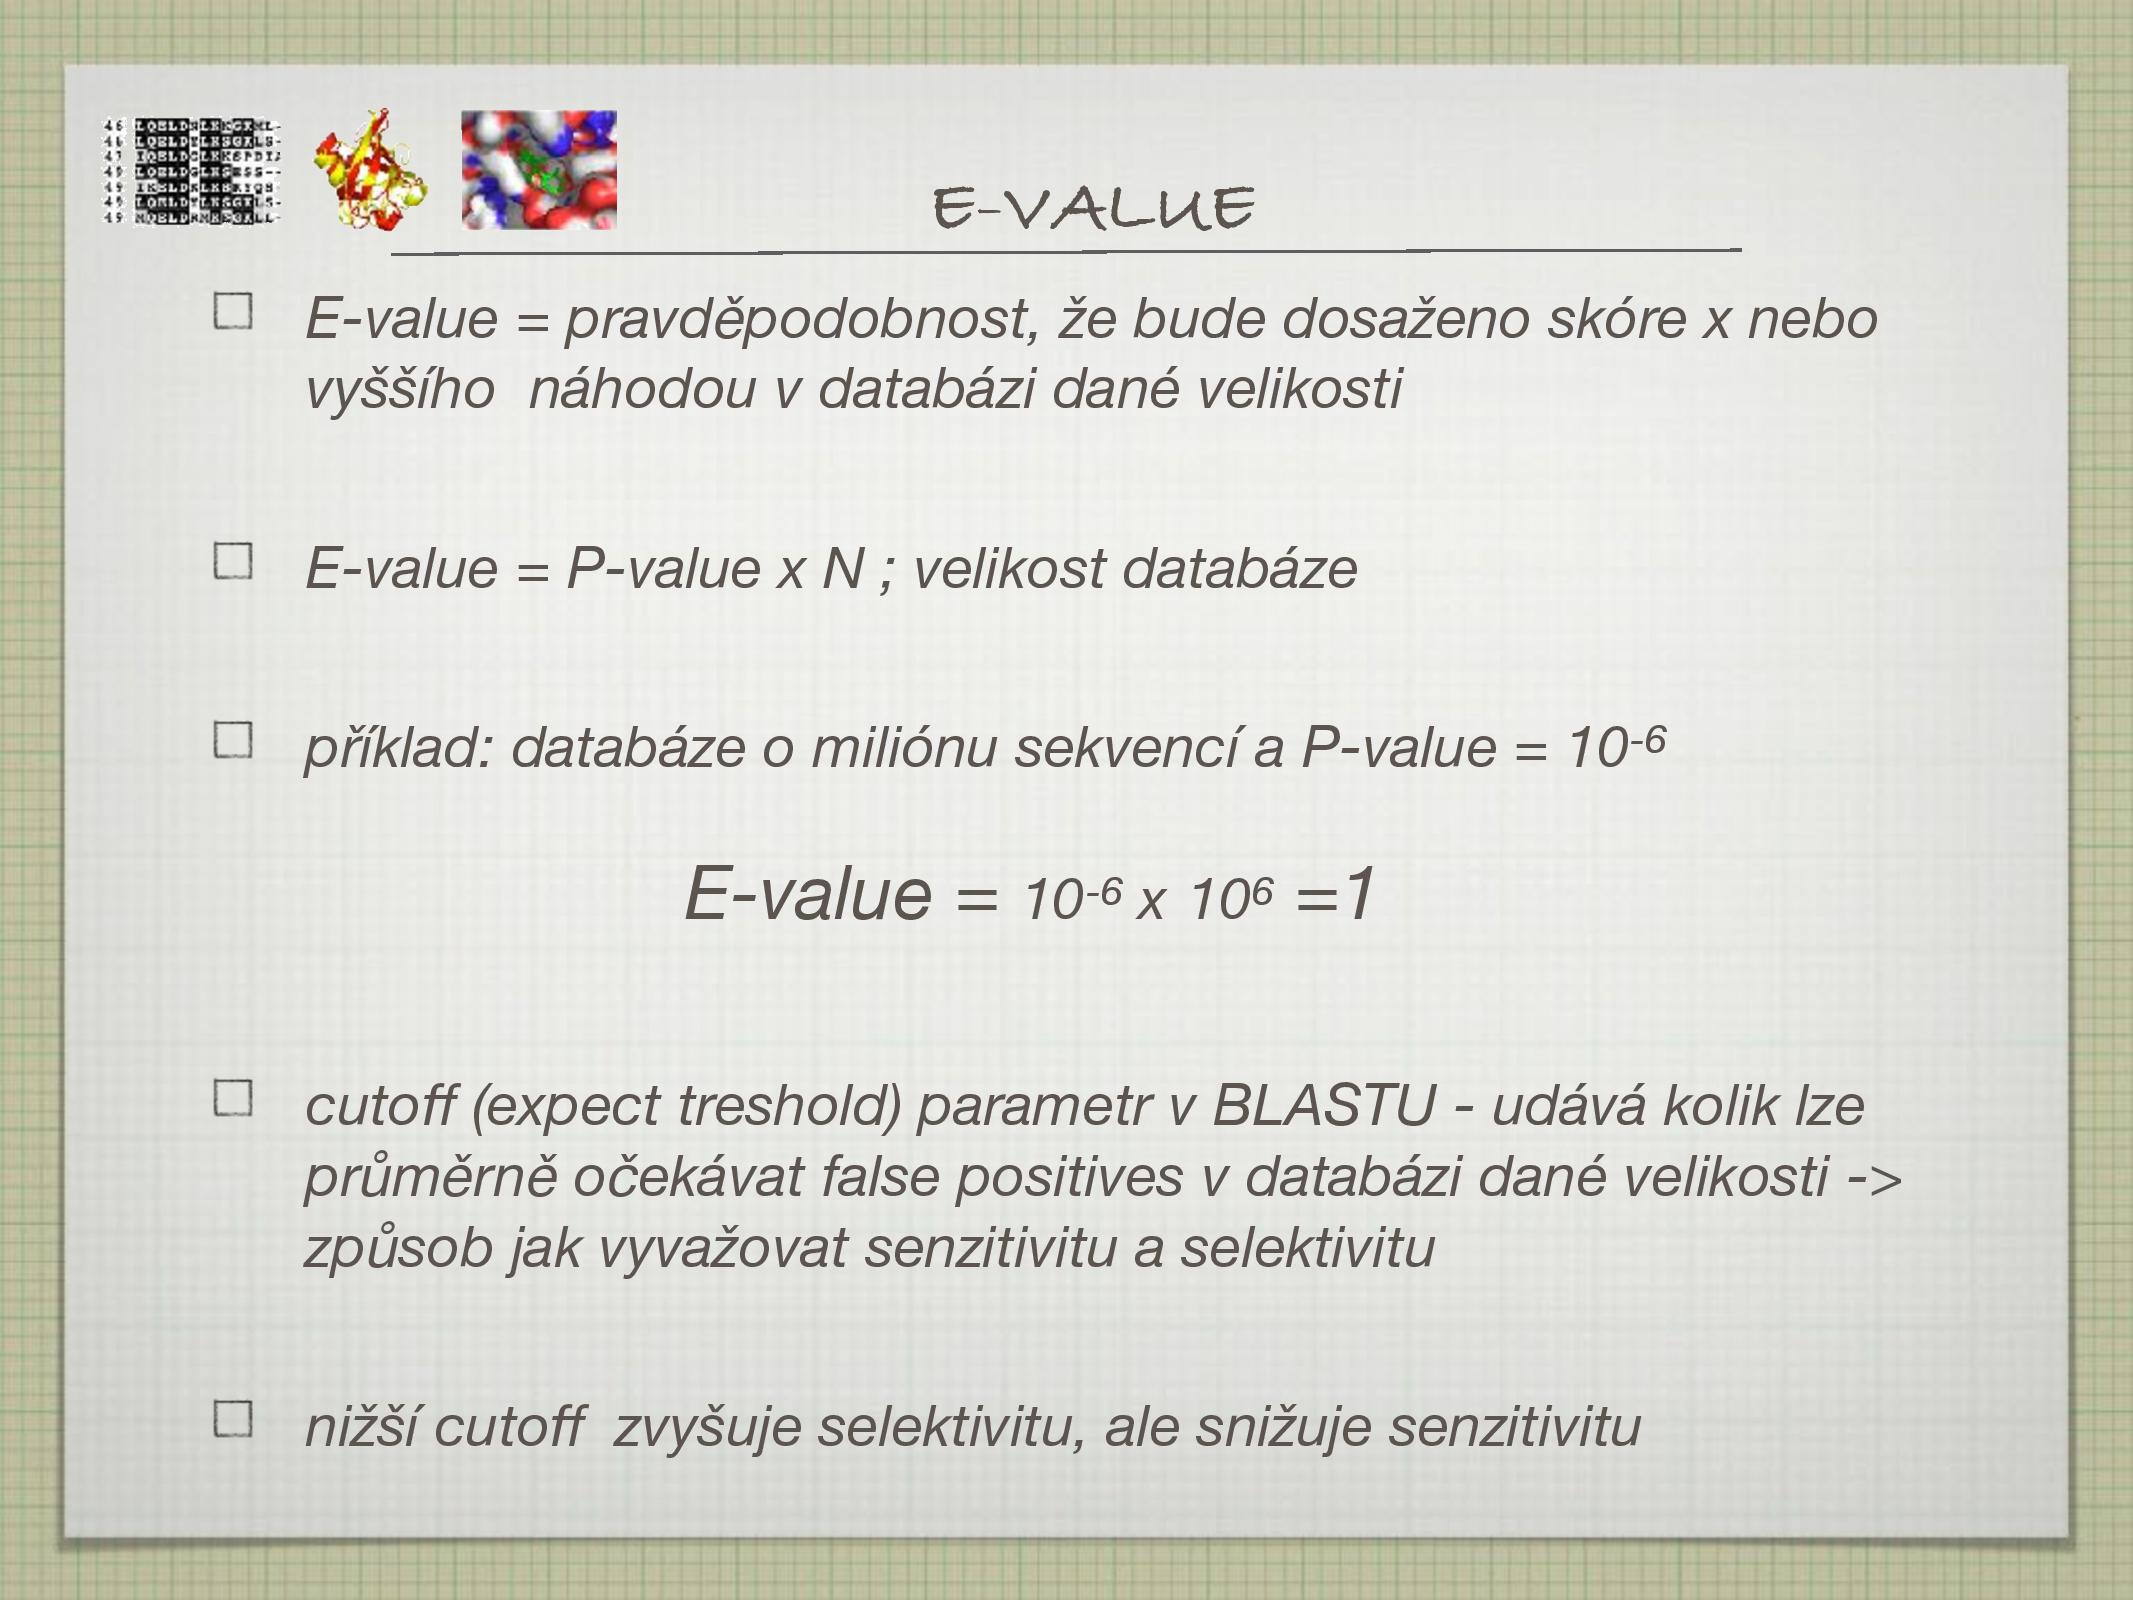 E-VALUE
E-value = pravděpodobnost, že bude dosaženo skóre x nebo
vyššího náhodou v databázi dané velikosti
E-value = P-value x N ; velikost databáze
příklad: databáze o miliónu sekvencí a P-value = 10⁻⁶
E-value = 10⁻⁶ x 10⁶ =1
cutoff (expect treshold) parametr v BLASTU - udává kolik lze
průměrně očekávat false positives v databázi dané velikosti ->
způsob jak vyvažovat senzitivitu a selektivitu
nižší cutoff zvyšuje selektivitu, ale snižuje senzitivitu